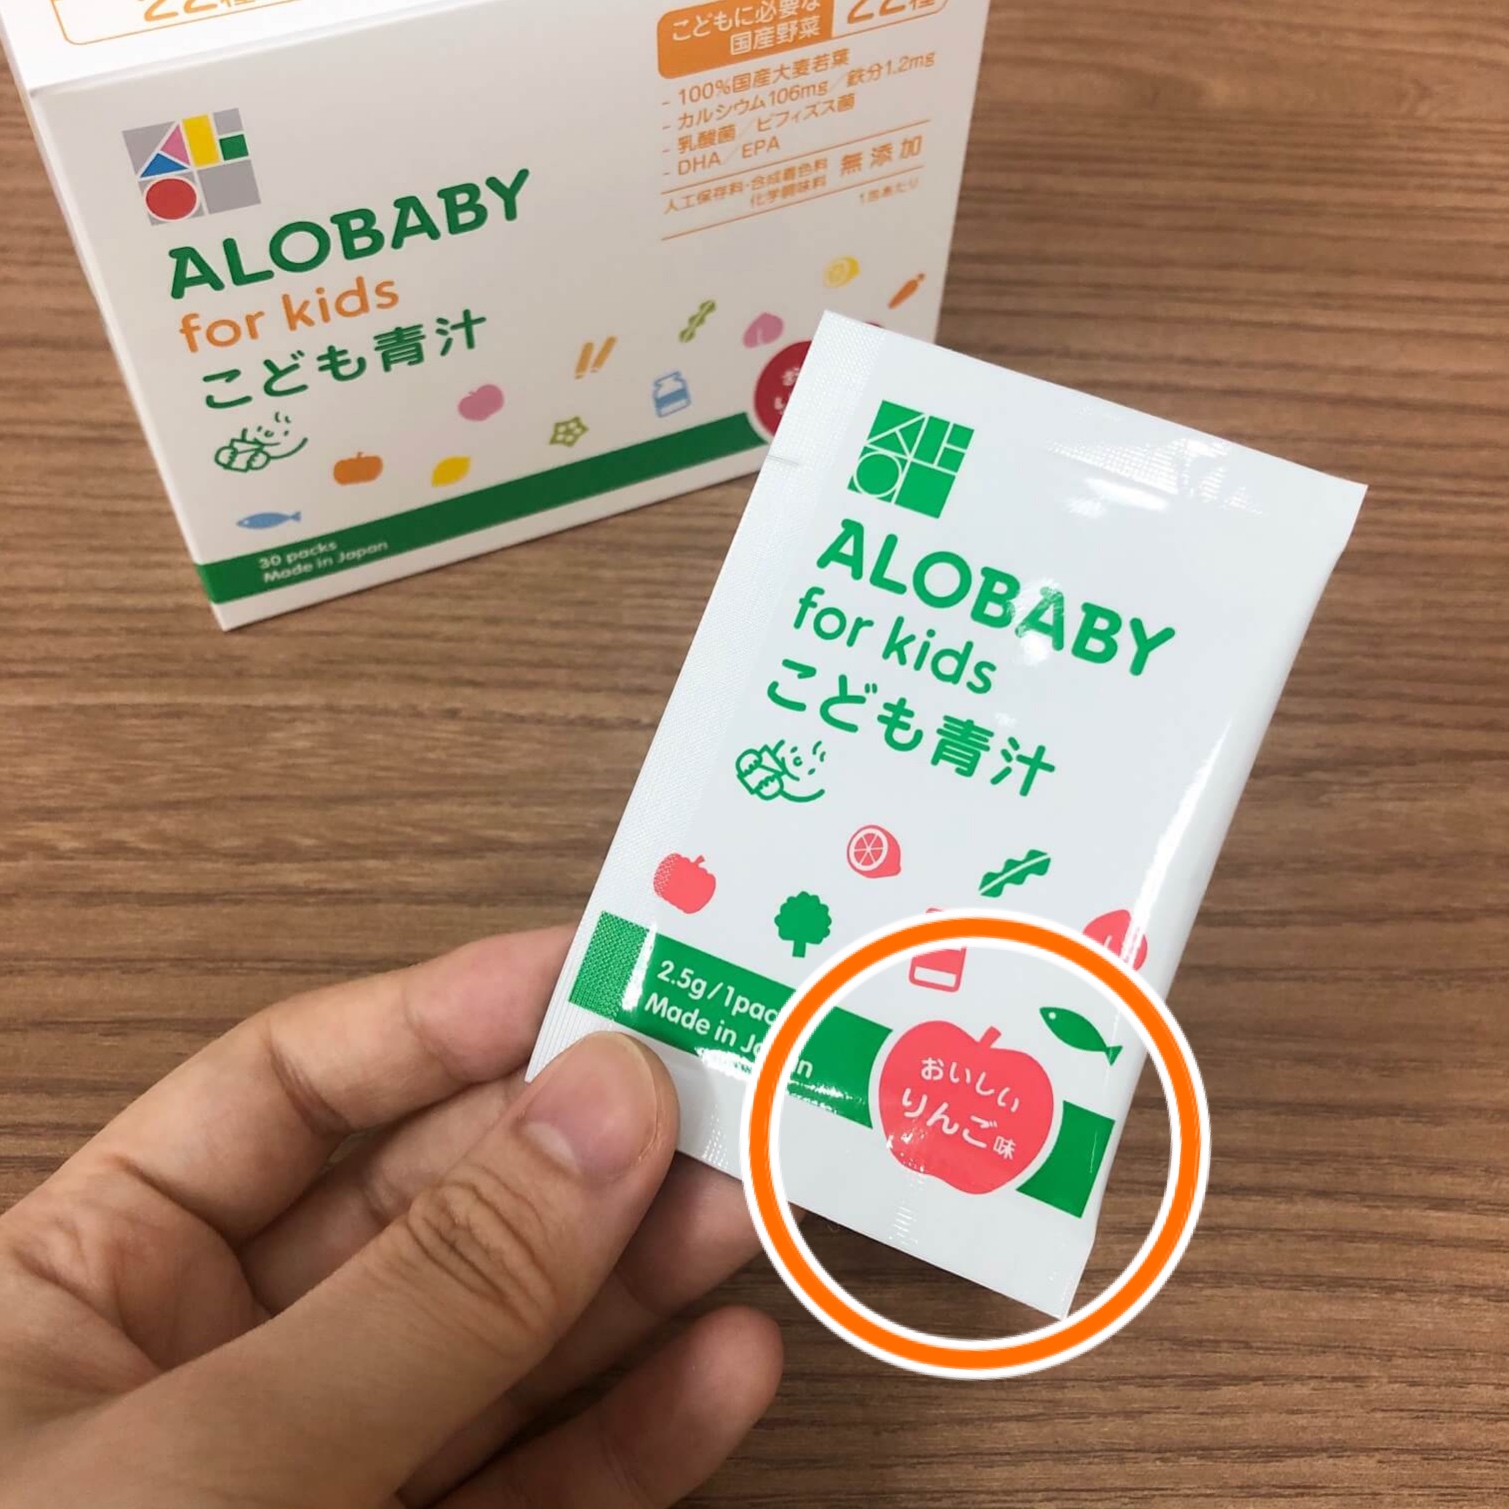 こどもに必要な
国産野菜
22種
- 100%国産大麦若葉
- カルシウム106mg／鉄分1.2mg
- 乳酸菌／ビフィズス菌
- DHA／EPA
人工保存料・合成着色料
化学調味料
無添加
1包あたり
ALOBABY
for kids
こども青汁
30 packs
Made in Japan
ALOBABY
for kids
こども青汁
2.5g/1pac
Made in Japan
おいしい
りんご味